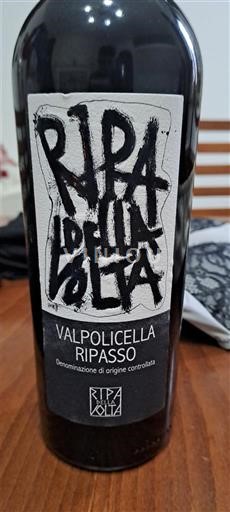 RIPA
DELLA
VOLTA
VALPOLICELLA
RIPASSO
Denominazione di origine controllata
RIPA
DELLA
VOLTA